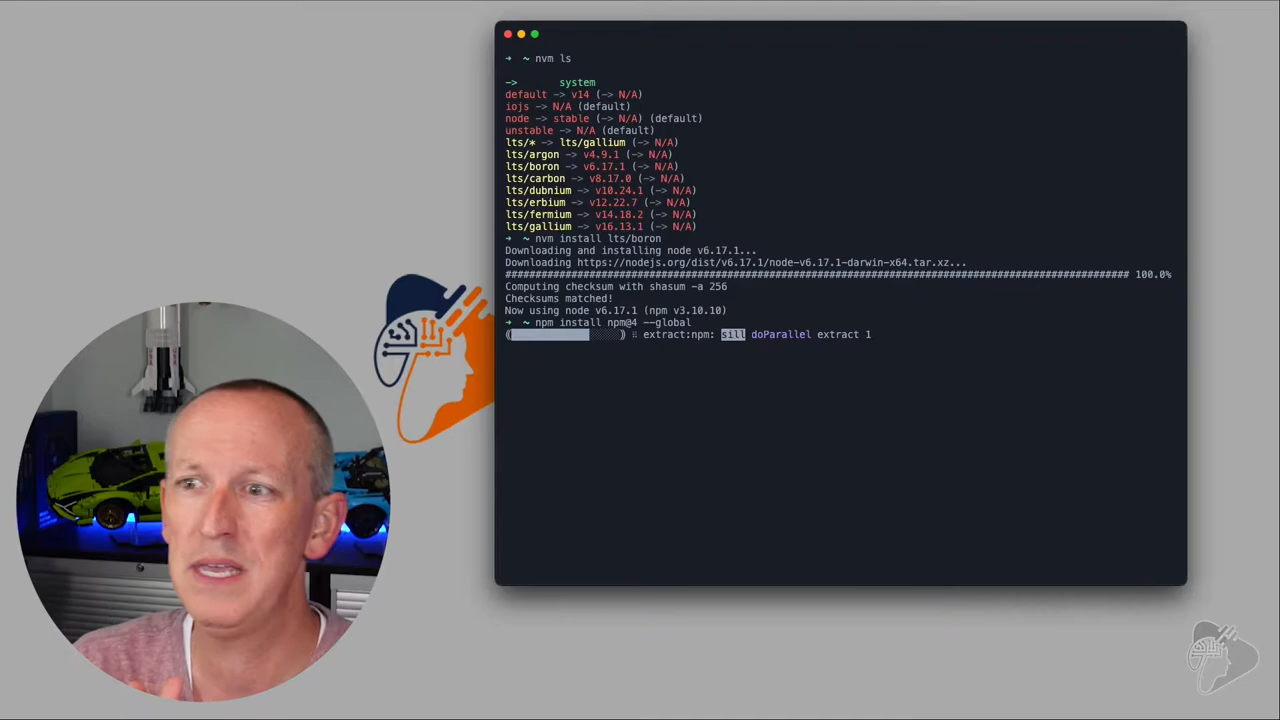 ➜  ~ nvm ls
->       system
default -> v14 (-> N/A)
iojs -> N/A (default)
node -> stable (-> N/A) (default)
unstable -> N/A (default)
lts/* -> lts/gallium (-> N/A)
lts/argon -> v4.9.1 (-> N/A)
lts/boron -> v6.17.1 (-> N/A)
lts/carbon -> v8.17.0 (-> N/A)
lts/dubnium -> v10.24.1 (-> N/A)
lts/erbium -> v12.22.7 (-> N/A)
lts/fermium -> v14.18.2 (-> N/A)
lts/gallium -> v16.13.1 (-> N/A)
➜  ~ nvm install lts/boron
Downloading and installing node v6.17.1...
Downloading https://nodejs.org/dist/v6.17.1/node-v6.17.1-darwin-x64.tar.xz...
######################################################################################################## 100.0%
Computing checksum with shasum -a 256
Checksums matched!
Now using node v6.17.1 (npm v3.10.10)
➜  ~ npm install npm@4 --global
(█████████████░░░░░░) ⠸ extract:npm: sill doParallel extract 1